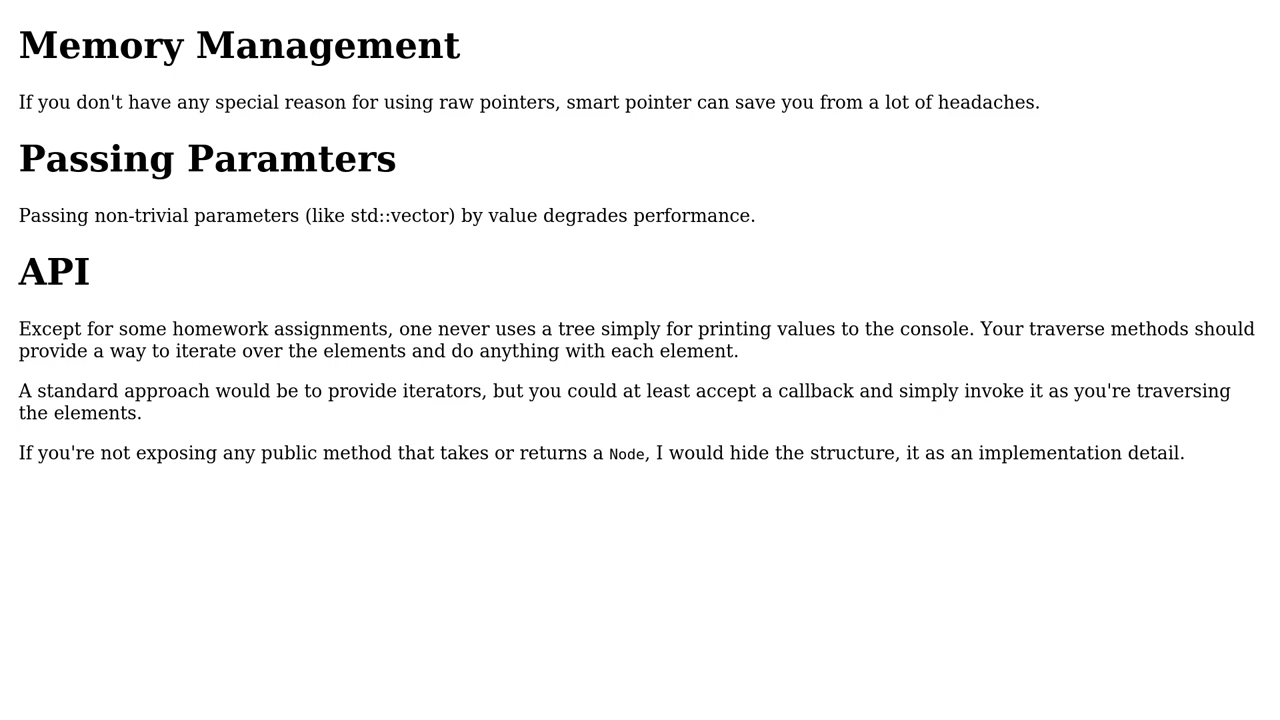 Memory Management
If you don't have any special reason for using raw pointers, smart pointer can save you from a lot of headaches.
Passing Paramters
Passing non-trivial parameters (like std::vector) by value degrades performance.
API
Except for some homework assignments, one never uses a tree simply for printing values to the console. Your traverse methods should
provide a way to iterate over the elements and do anything with each element.
A standard approach would be to provide iterators, but you could at least accept a callback and simply invoke it as you're traversing
the elements.
If you're not exposing any public method that takes or returns a Node, I would hide the structure, it as an implementation detail.